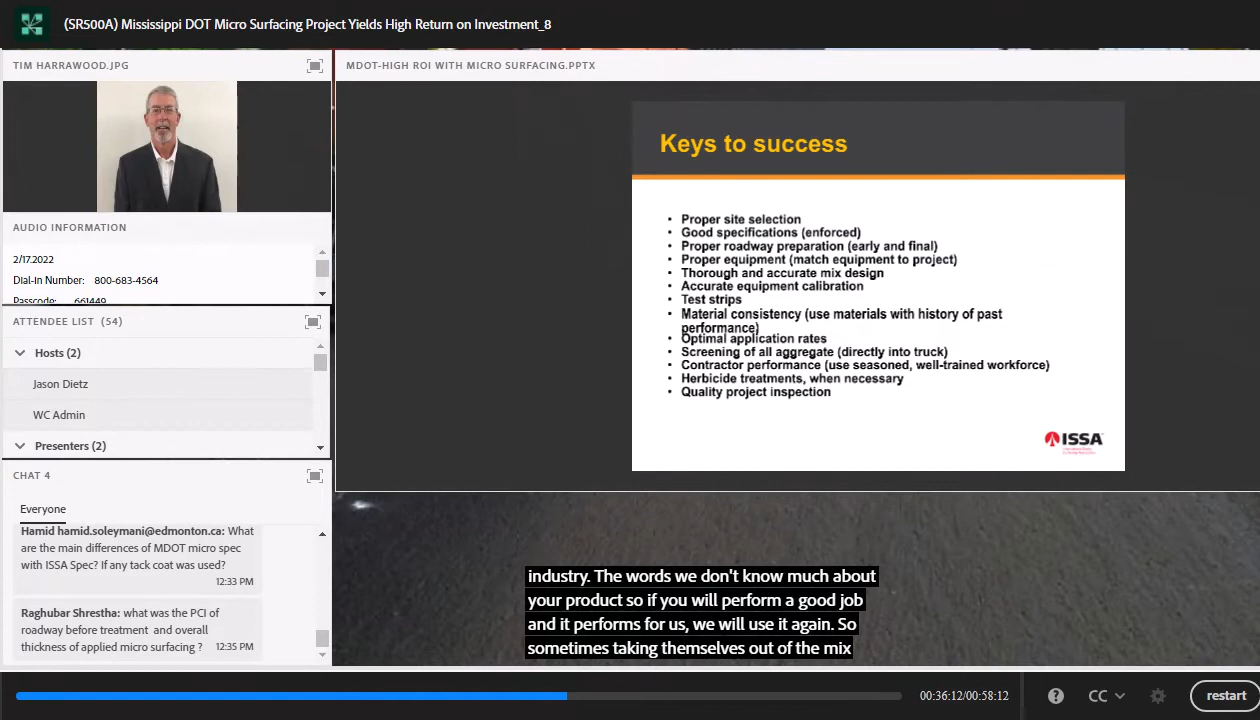 (SR500A) Mississippi DOT Micro Surfacing Project Yields High Return on Investment_8
TIM HARRAWOOD.JPG
MDOT-HIGH ROI WITH MICRO SURFACING.PPTX
AUDIO INFORMATION
2/17.2022
Dial-In Number: 800-683-4564
Passcode: 661449
ATTENDEE LIST (54)
Hosts (2)
Jason Dietz
WC Admin
Presenters (2)
CHAT 4
Everyone
Hamid hamid.soleymani@edmonton.ca: What
are the main differences of MDOT micro spec
with ISSA Spec? If any tack coat was used?
12:33 PM
Raghubar Shrestha: what was the PCI of
roadway before treatment and overall
thickness of applied micro surfacing ? 12:35 PM
Keys to success
• Proper site selection
• Good specifications (enforced)
• Proper roadway preparation (early and final)
• Proper equipment (match equipment to project)
• Thorough and accurate mix design
• Accurate equipment calibration
• Test strips
• Material consistency (use materials with history of past
performance)
• Optimal application rates
• Screening of all aggregate (directly into truck)
• Contractor performance (use seasoned, well-trained workforce)
• Herbicide treatments, when necessary
• Quality project inspection
ISSA
industry. The words we don't know much about
your product so if you will perform a good job
and it performs for us, we will use it again. So
sometimes taking themselves out of the mix
00:36:12/00:58:12
? CC restart